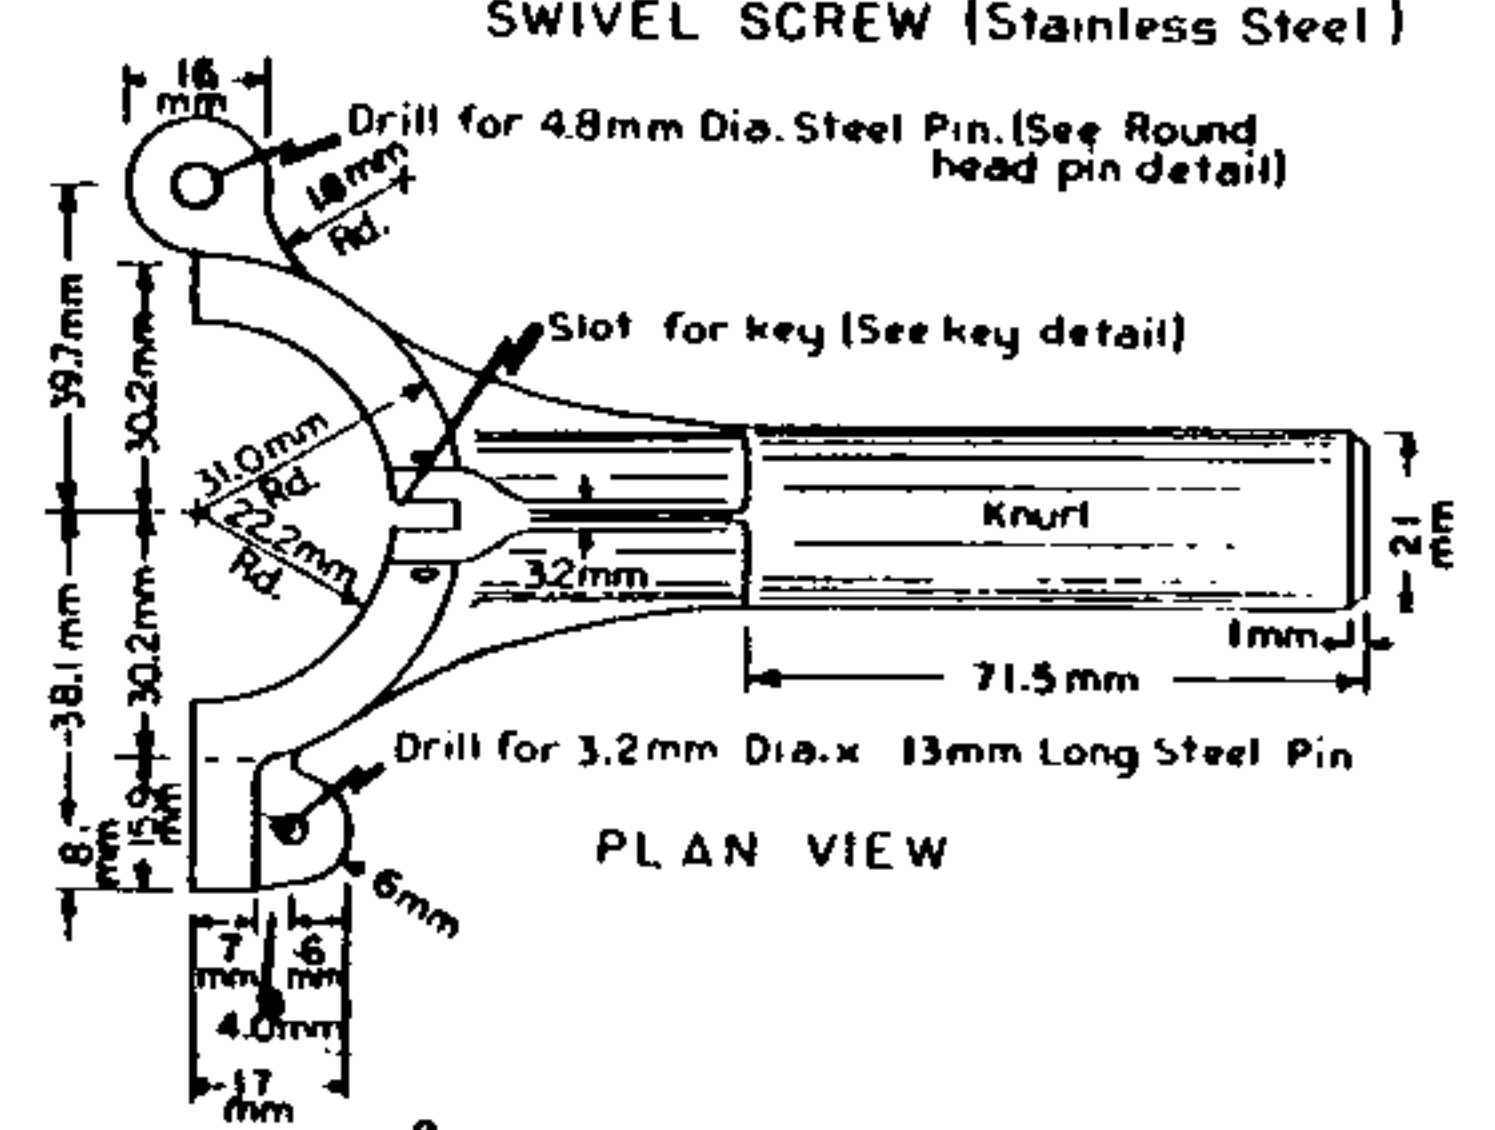 SWIVEL SCREW (Stainless Steel)
16
mm
Drill for 4.8mm Dia. Steel Pin. (See Round
head pin detail)
18mm
Rd.
39.7mm
30.2mm
Slot for key (See key detail)
31.0mm
Rd.
22.2mm
Rd.
Knurl
3.2mm
21
mm
1mm
71.5mm
38.1mm
30.2mm
Drill for 3.2mm Dia. x 13mm Long Steel Pin
15.9
mm
8.
mm
PLAN VIEW
6mm
7
mm
6
mm
4.0mm
17
mm